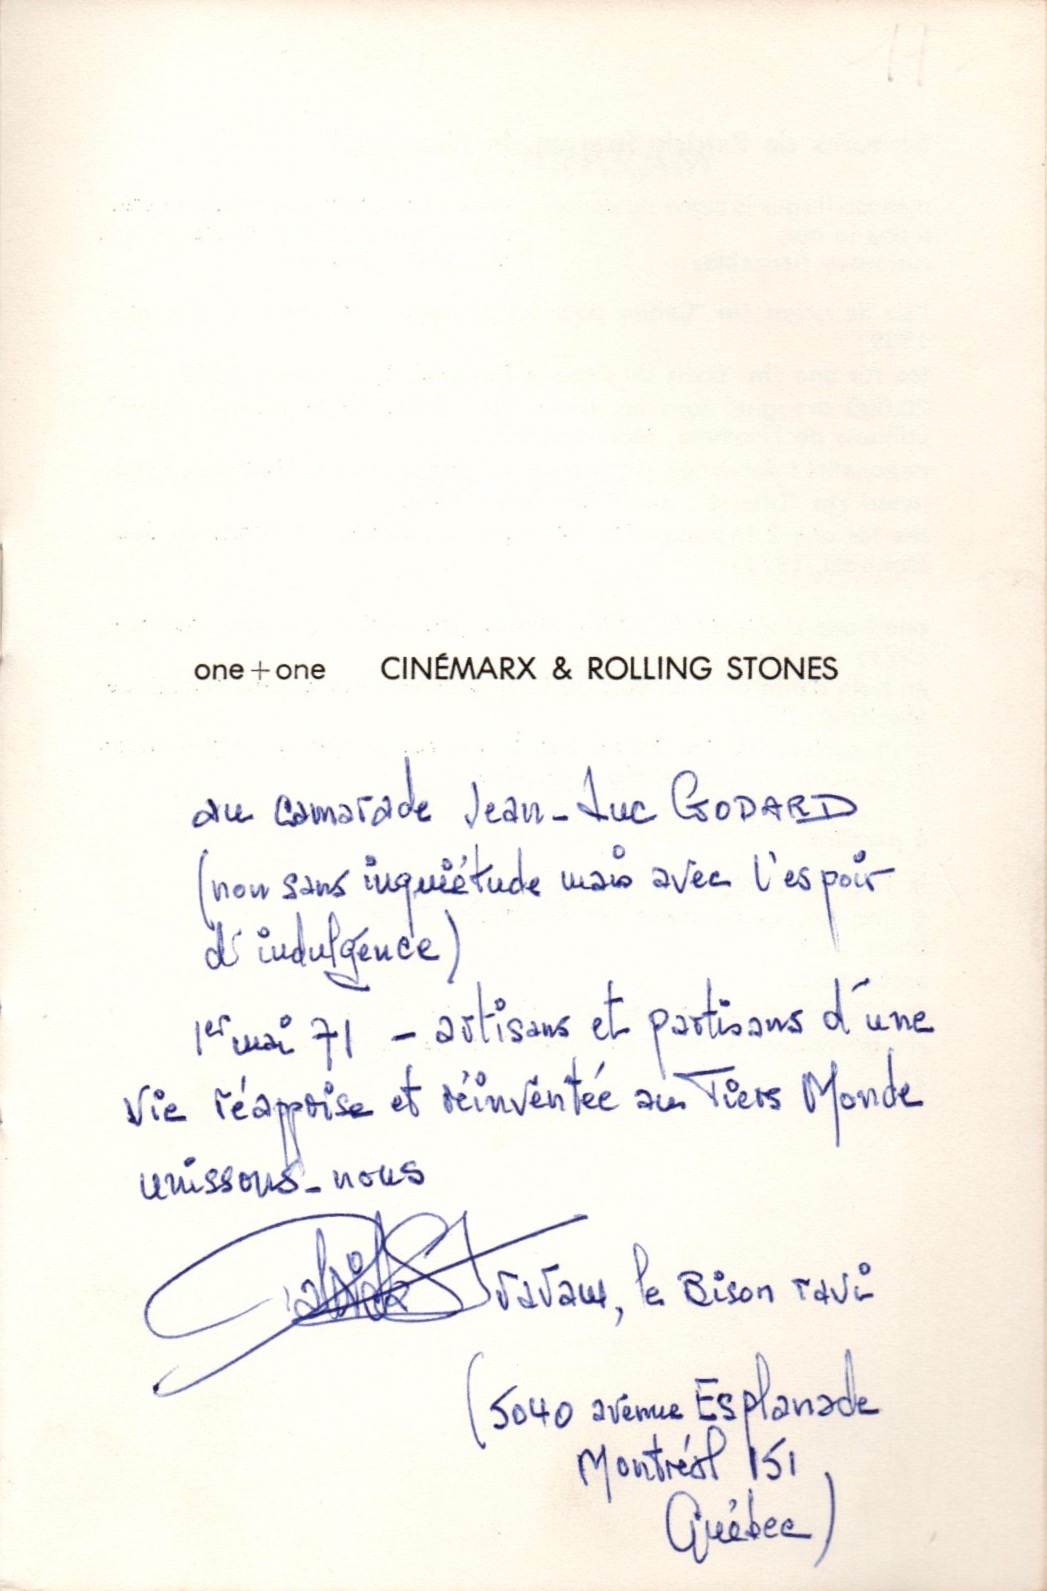 one+one CINÉMARX & ROLLING STONES
au camarade Jean-Luc GODARD
(non sans inquiétude mais avec l'espoir
d'indulgence)
1er mai 71 – artisans et partisans d'une
vie réapprise et réinventée au Tiers Monde
unissons-nous
le Bison ravi
(5040 avenue Esplanade
Montréal 151
Québec)